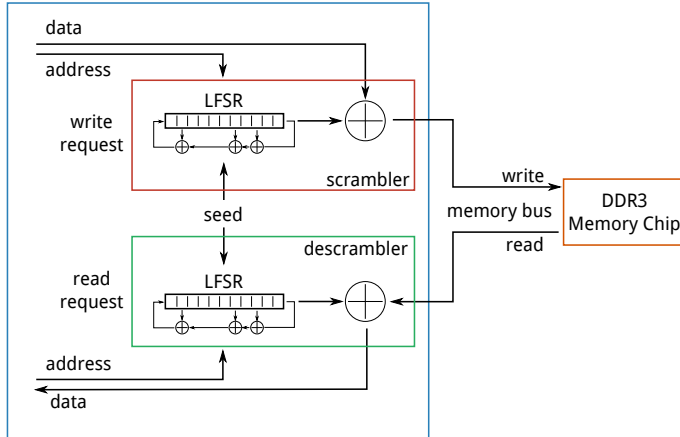 data
address
LFSR
write
request
scrambler
seed
write
DDR3
Memory Chip
memory bus
read
descrambler
LFSR
read
request
address
data